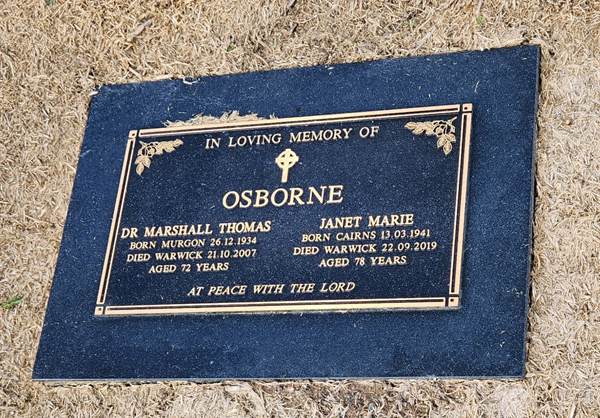 IN LOVING MEMORY OF
OSBORNE
DR MARSHALL THOMAS
BORN MURGON 26.12.1934
DIED WARWICK 21.10.2007
AGED 72 YEARS
JANET MARIE
BORN CAIRNS 13.03.1941
DIED WARWICK 22.09.2019
AGED 78 YEARS
AT PEACE WITH THE LORD